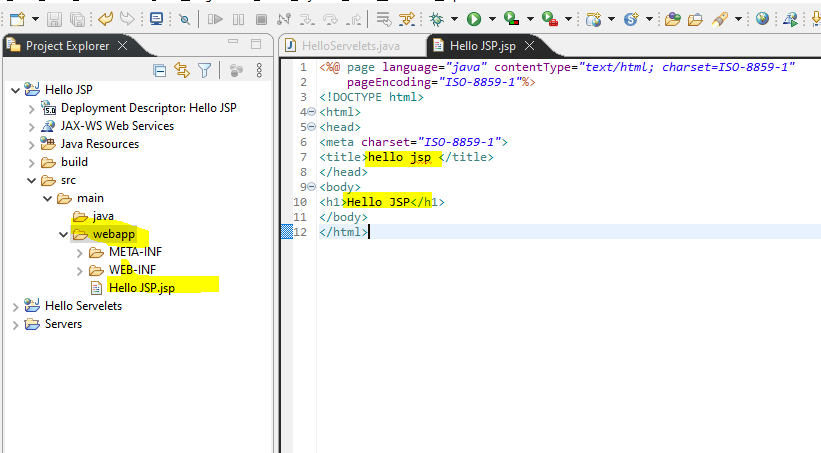 Project Explorer
HelloServelets.java
Hello JSP.jsp
Hello JSP
5.0 Deployment Descriptor: Hello JSP
JAX-WS Web Services
Java Resources
build
src
main
java
webapp
META-INF
WEB-INF
Hello JSP.jsp
Hello Servelets
Servers
1 <%@ page language="java" contentType="text/html; charset=ISO-8859-1"
2 pageEncoding="ISO-8859-1"%>
3 <!DOCTYPE html>
4 <html>
5 <head>
6 <meta charset="ISO-8859-1">
7 <title>hello jsp </title>
8 </head>
9 <body>
10 <h1>Hello JSP</h1>
11 </body>
12 </html>